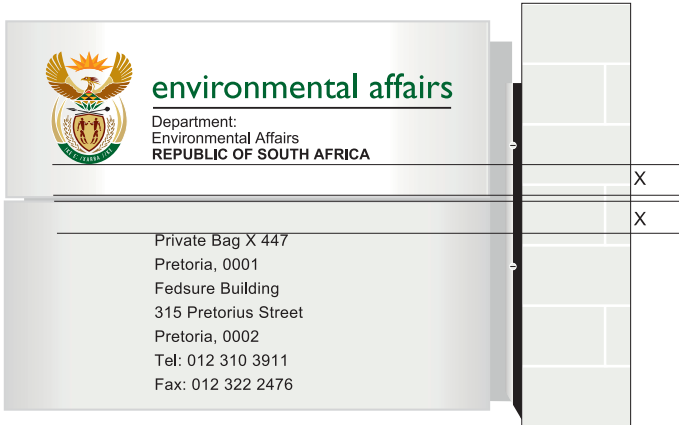 environmental affairs
Department:
Environmental Affairs
REPUBLIC OF SOUTH AFRICA
X
X
Private Bag X 447
Pretoria, 0001
Fedsure Building
315 Pretorius Street
Pretoria, 0002
Tel: 012 310 3911
Fax: 012 322 2476